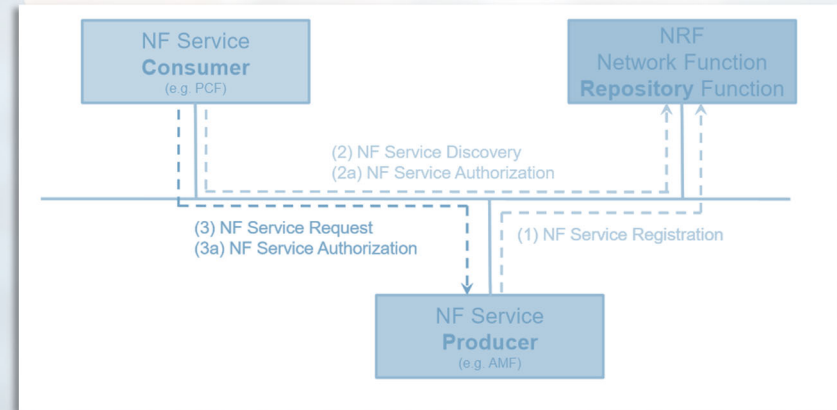 NF Service
Consumer
(e.g. PCF)
NRF
Network Function
Repository Function
(2) NF Service Discovery
(2a) NF Service Authorization
(3) NF Service Request
(3a) NF Service Authorization
(1) NF Service Registration
NF Service
Producer
(e.g. AMF)